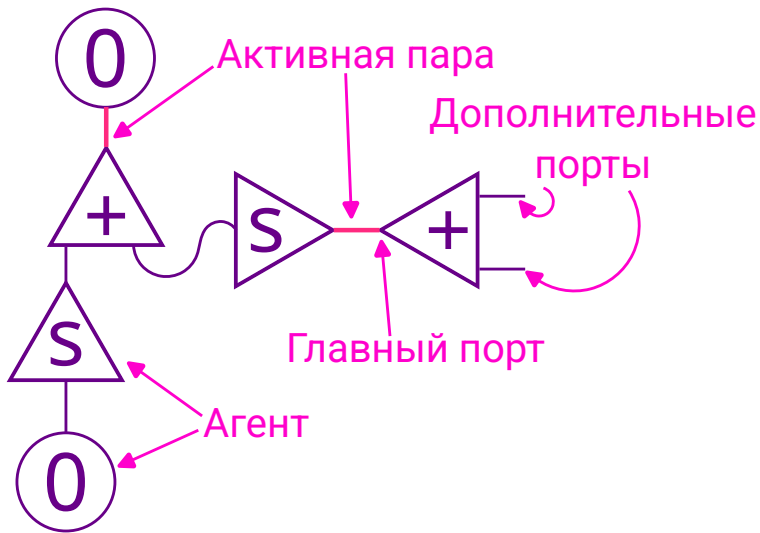 0
Активная пара
Дополнительные
порты
+
s
+
s
Главный порт
Агент
0